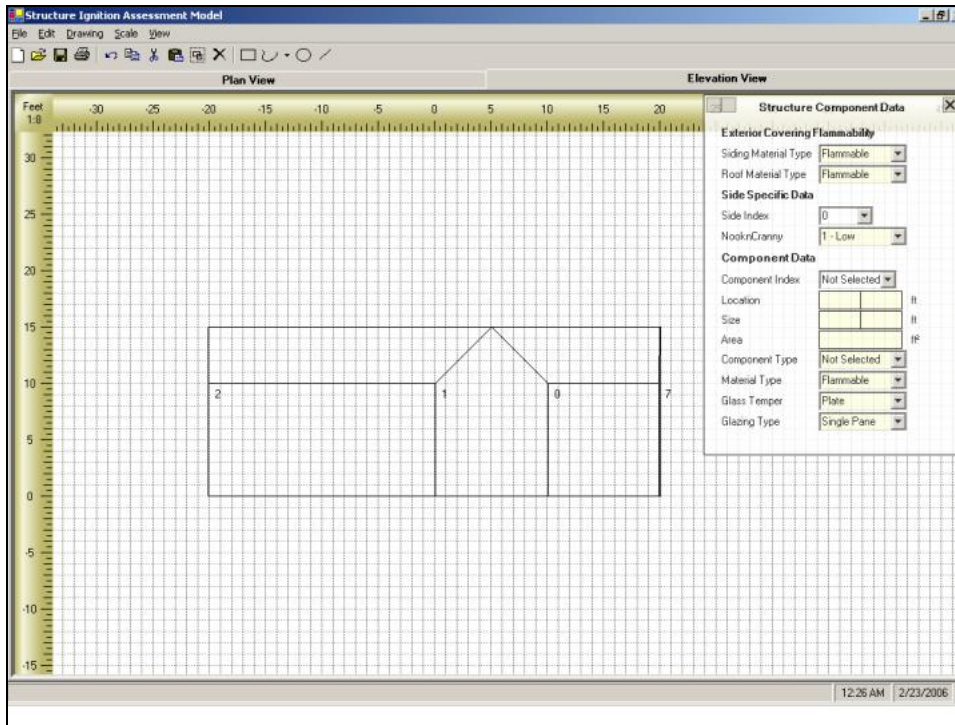 Structure Ignition Assessment Model
File Edit Drawing Scale View
Plan View Elevation View
Feet
1:8
-30 -25 -20 -15 -10 -5 0 5 10 15 20
Structure Component Data
Exterior Covering Flammability
Siding Material Type Flammable
Roof Material Type Flammable
Side Specific Data
Side Index 0
NooknCranny 1 - Low
Component Data
Component Index Not Selected
Location ft
Size ft
Area ft²
Component Type Not Selected
Material Type Flammable
Glass Temper Plate
Glazing Type Single Pane
30
25
20
15
10
5
0
-5
-10
-15
2 1 0 7
12:26 AM 2/23/2006